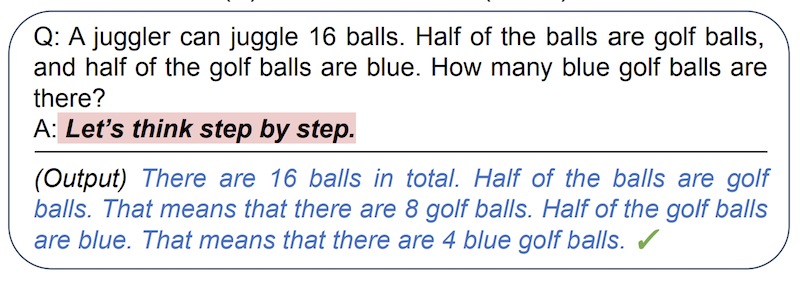 Q: A juggler can juggle 16 balls. Half of the balls are golf balls,
and half of the golf balls are blue. How many blue golf balls are
there?
A: Let’s think step by step.
(Output) There are 16 balls in total. Half of the balls are golf
balls. That means that there are 8 golf balls. Half of the golf balls
are blue. That means that there are 4 blue golf balls. ✓